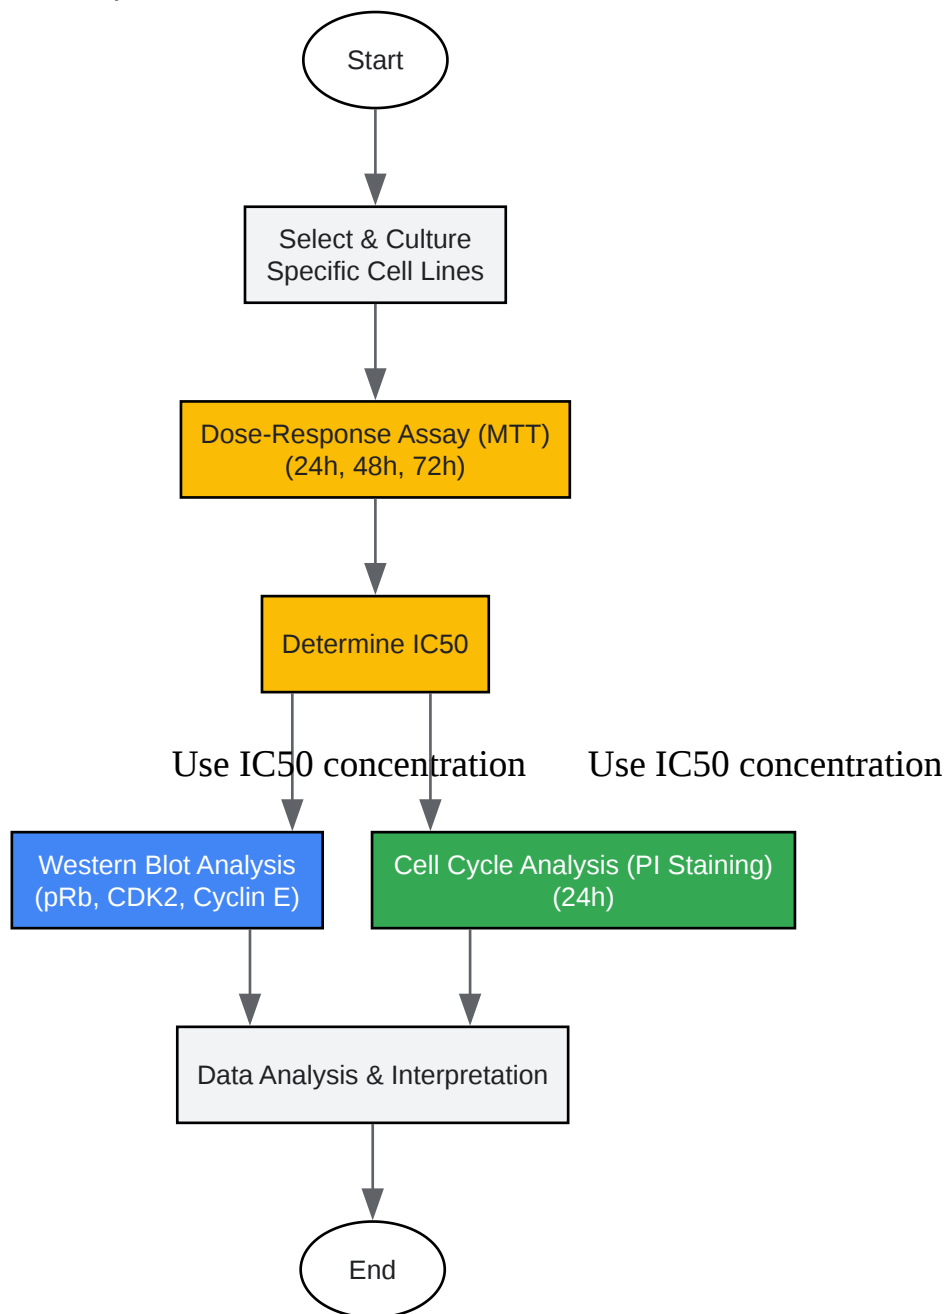 Start
Select & Culture
Specific Cell Lines
Dose-Response Assay (MTT)
(24h, 48h, 72h)
Determine IC50
Use IC50 concentration
Use IC50 concentration
Western Blot Analysis
(pRb, CDK2, Cyclin E)
Cell Cycle Analysis (PI Staining)
(24h)
Data Analysis & Interpretation
End